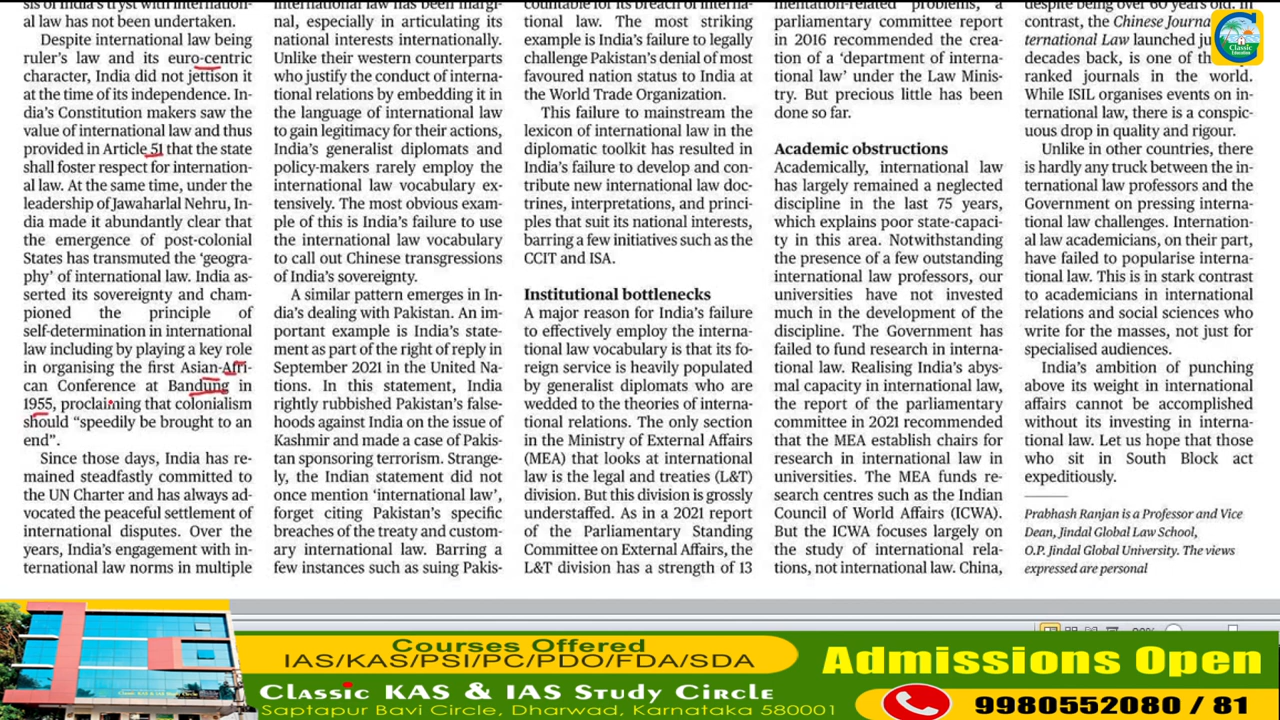 sis of India's tryst with internation-
al law has not been undertaken.
Despite international law being
ruler's law and its euro-centric
character, India did not jettison it
at the time of its independence. In-
dia's Constitution makers saw the
value of international law and thus
provided in Article 51 that the state
shall foster respect for internation-
al law. At the same time, under the
leadership of Jawaharlal Nehru, In-
dia made it abundantly clear that
the emergence of post-colonial
States has transmuted the 'geogra-
phy' of international law. India as-
serted its sovereignty and cham-
pioned the principle of
self-determination in international
law including by playing a key role
in organising the first Asian-Afri-
can Conference at Bandung in
1955, proclaiming that colonialism
should "speedily be brought to an
end".
Since those days, India has re-
mained steadfastly committed to
the UN Charter and has always ad-
vocated the peaceful settlement of
international disputes. Over the
years, India's engagement with in-
ternational law norms in multiple
international law has been margi-
nal, especially in articulating its
national interests internationally.
Unlike their western counterparts
who justify the conduct of interna-
tional relations by embedding it in
the language of international law
to gain legitimacy for their actions,
India's generalist diplomats and
policy-makers rarely employ the
international law vocabulary ex-
tensively. The most obvious exam-
ple of this is India's failure to use
the international law vocabulary
to call out Chinese transgressions
of India's sovereignty.
A similar pattern emerges in In-
dia's dealing with Pakistan. An im-
portant example is India's state-
ment as part of the right of reply in
September 2021 in the United Na-
tions. In this statement, India
rightly rubbished Pakistan's false-
hoods against India on the issue of
Kashmir and made a case of Pakis-
tan sponsoring terrorism. Strange-
ly, the Indian statement did not
once mention 'international law',
forget citing Pakistan's specific
breaches of the treaty and custom-
ary international law. Barring a
few instances such as suing Pakis-
countable for its breach of interna-
tional law. The most striking
example is India's failure to legally
challenge Pakistan's denial of most
favoured nation status to India at
the World Trade Organization.
This failure to mainstream the
lexicon of international law in the
diplomatic toolkit has resulted in
India's failure to develop and con-
tribute new international law doc-
trines, interpretations, and princi-
ples that suit its national interests,
barring a few initiatives such as the
CCIT and ISA.
Institutional bottlenecks
A major reason for India's failure
to effectively employ the interna-
tional law vocabulary is that its fo-
reign service is heavily populated
by generalist diplomats who are
wedded to the theories of interna-
tional relations. The only section
in the Ministry of External Affairs
(MEA) that looks at international
law is the legal and treaties (L&T)
division. But this division is grossly
understaffed. As in a 2021 report
of the Parliamentary Standing
Committee on External Affairs, the
L&T division has a strength of 13
mentation-related problems, a
parliamentary committee report
in 2016 recommended the crea-
tion of a 'department of interna-
tional law' under the Law Minis-
try. But precious little has been
done so far.
Academic obstructions
Academically, international law
has largely remained a neglected
discipline in the last 75 years,
which explains poor state-capaci-
ty in this area. Notwithstanding
the presence of a few outstanding
international law professors, our
universities have not invested
much in the development of the
discipline. The Government has
failed to fund research in interna-
tional law. Realising India's abys-
mal capacity in international law,
the report of the parliamentary
committee in 2021 recommended
that the MEA establish chairs for
research in international law in
universities. The MEA funds re-
search centres such as the Indian
Council of World Affairs (ICWA).
But the ICWA focuses largely on
the study of international rela-
tions, not international law. China,
despite being over 60 years old. In
contrast, the Chinese Journa
ternational Law launched ju
decades back, is one of th
ranked journals in the world.
While ISIL organises events on in-
ternational law, there is a conspic-
uous drop in quality and rigour.
Unlike in other countries, there
is hardly any truck between the in-
ternational law professors and the
Government on pressing interna-
tional law challenges. Internation-
al law academicians, on their part,
have failed to popularise interna-
tional law. This is in stark contrast
to academicians in international
relations and social sciences who
write for the masses, not just for
specialised audiences.
India's ambition of punching
above its weight in international
affairs cannot be accomplished
without its investing in interna-
tional law. Let us hope that those
who sit in South Block act
expeditiously.
Prabhash Ranjan is a Professor and Vice
Dean, Jindal Global Law School,
O.P. Jindal Global University. The views
expressed are personal
Classic
Education
Courses Offered
IAS/KAS/PSI/PC/PDO/FDA/SDA
Classic KAS & IAS Study Circle
Saptapur Bavi Circle, Dharwad, Karnataka 580001
Admissions Open
9980552080 / 81